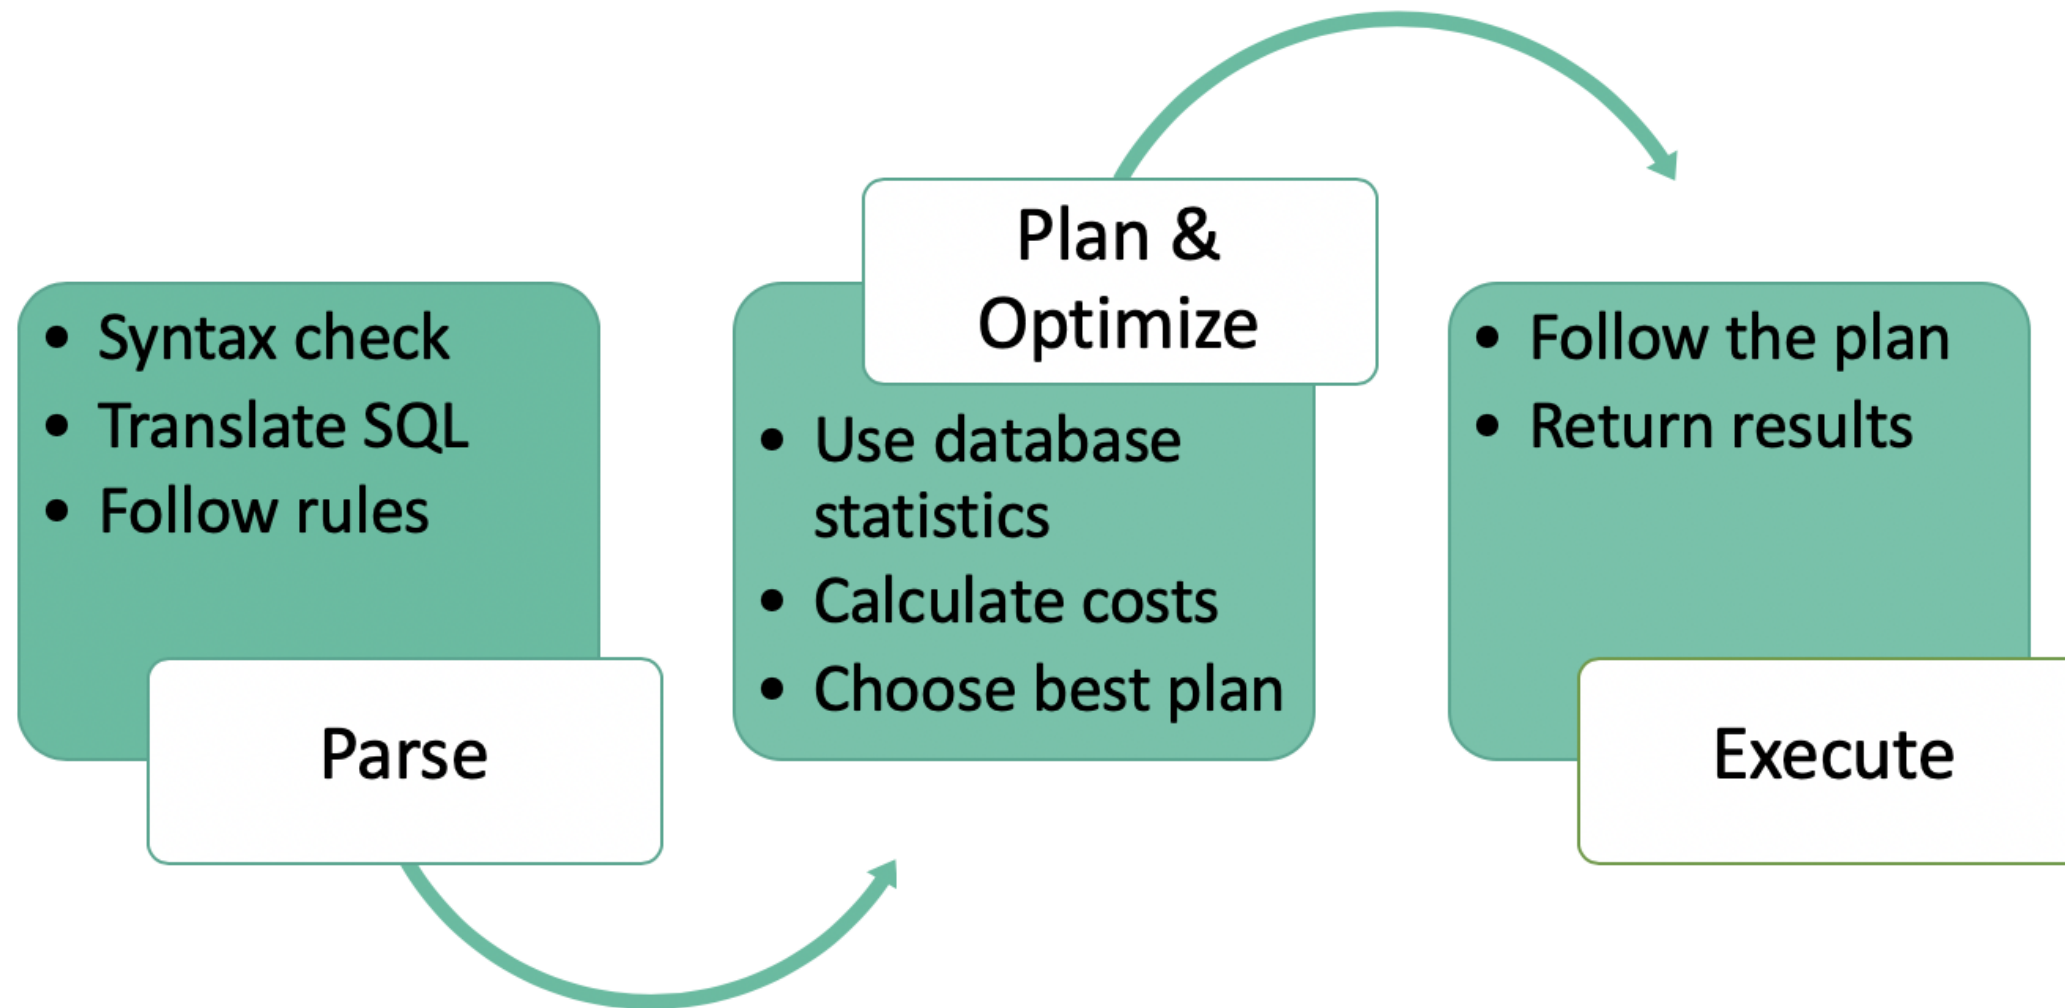 • Syntax check
• Translate SQL
• Follow rules
Parse
Plan &
Optimize
• Use database
statistics
• Calculate costs
• Choose best plan
• Follow the plan
• Return results
Execute